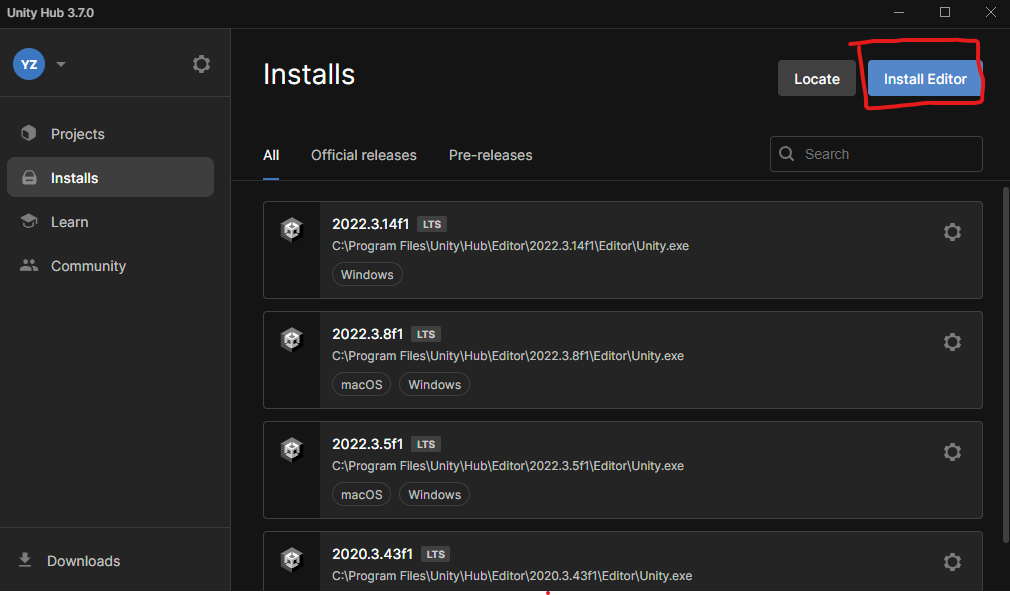 Unity Hub 3.7.0
YZ
Installs
Locate
Install Editor
Projects
Installs
Learn
Community
Downloads
All
Official releases
Pre-releases
Search
2022.3.14f1 LTS
C:\Program Files\Unity\Hub\Editor\2022.3.14f1\Editor\Unity.exe
Windows
2022.3.8f1 LTS
C:\Program Files\Unity\Hub\Editor\2022.3.8f1\Editor\Unity.exe
macOS Windows
2022.3.5f1 LTS
C:\Program Files\Unity\Hub\Editor\2022.3.5f1\Editor\Unity.exe
macOS Windows
2020.3.43f1 LTS
C:\Program Files\Unity\Hub\Editor\2020.3.43f1\Editor\Unity.exe